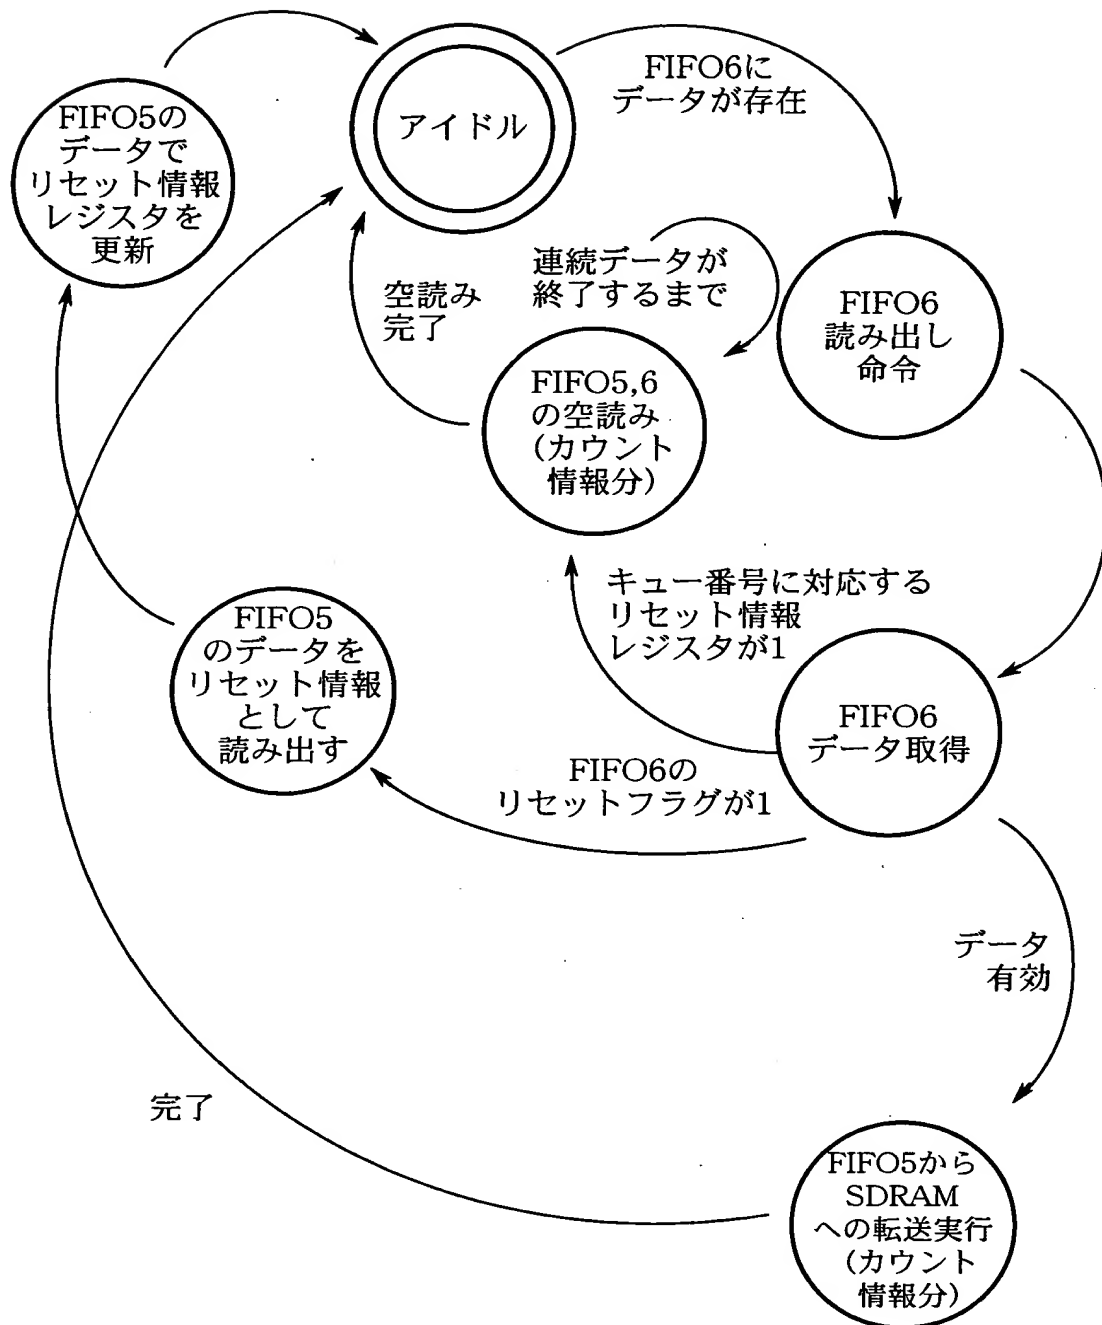 アイドル
FIFO6に
データが存在
FIFO5の
データで
リセット情報
レジスタを
更新
連続データが
終了するまで
空読み
完了
FIFO6
読み出し
命令
FIFO5,6
の空読み
(カウント
情報分)
キュー番号に対応する
リセット情報
レジスタが1
FIFO5
のデータを
リセット情報
として
読み出す
FIFO6
データ取得
FIFO6の
リセットフラグが1
データ
有効
完了
FIFO5から
SDRAM
への転送実行
(カウント
情報分)